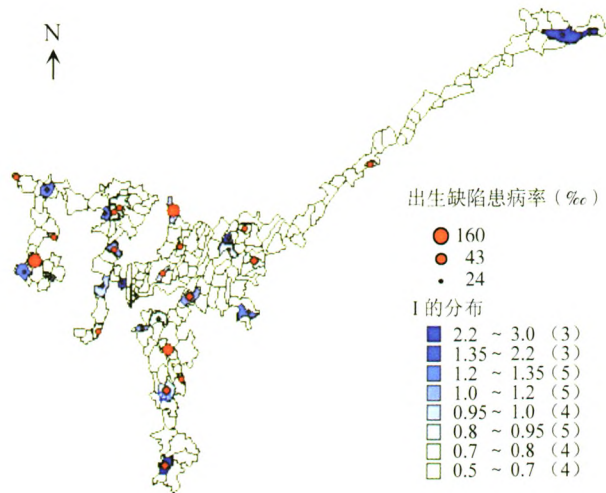 N
出生缺陷患病率（‰）
160
43
24
I 的分布
2.2 ~ 3.0 (3)
1.35 ~ 2.2 (3)
1.2 ~ 1.35 (5)
1.0 ~ 1.2 (5)
0.95 ~ 1.0 (4)
0.8 ~ 0.95 (5)
0.7 ~ 0.8 (4)
0.5 ~ 0.7 (4)